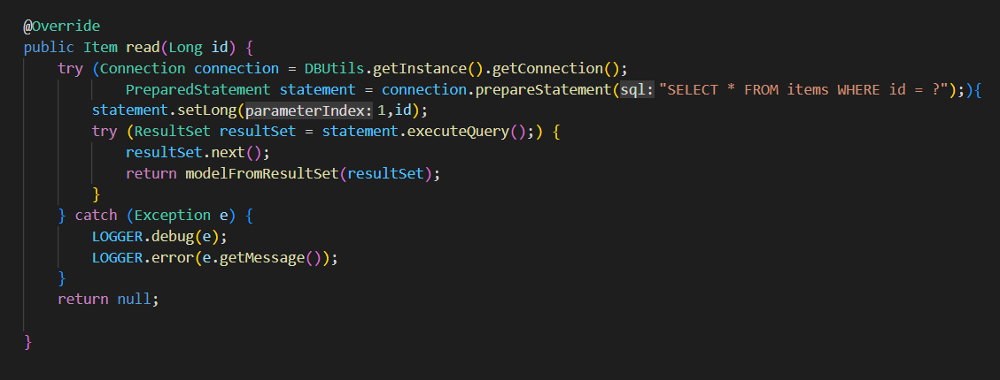 @Override
public Item read(Long id) {
try (Connection connection = DBUtils.getInstance().getConnection();
PreparedStatement statement = connection.prepareStatement(sql: "SELECT * FROM items WHERE id = ?");){
statement.setLong(parameterIndex: 1,id);
try (ResultSet resultSet = statement.executeQuery();) {
resultSet.next();
return modelFromResultSet(resultSet);
}
} catch (Exception e) {
LOGGER.debug(e);
LOGGER.error(e.getMessage());
}
return null;
}